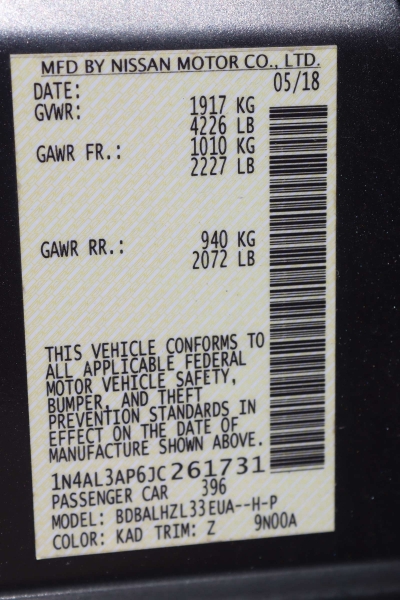 MFD BY NISSAN MOTOR CO., LTD.
DATE: 05/18
GVWR: 1917 KG
4226 LB
GAWR FR.: 1010 KG
2227 LB
GAWR RR.: 940 KG
2072 LB
THIS VEHICLE CONFORMS TO
ALL APPLICABLE FEDERAL
MOTOR VEHICLE SAFETY,
BUMPER, AND THEFT
PREVENTION STANDARDS IN
EFFECT ON THE DATE OF
MANUFACTURE SHOWN ABOVE.
1N4AL3AP6JC261731
PASSENGER CAR 396
MODEL: BDBALHZL33EUA--H-P
COLOR: KAD TRIM: Z 9N00A